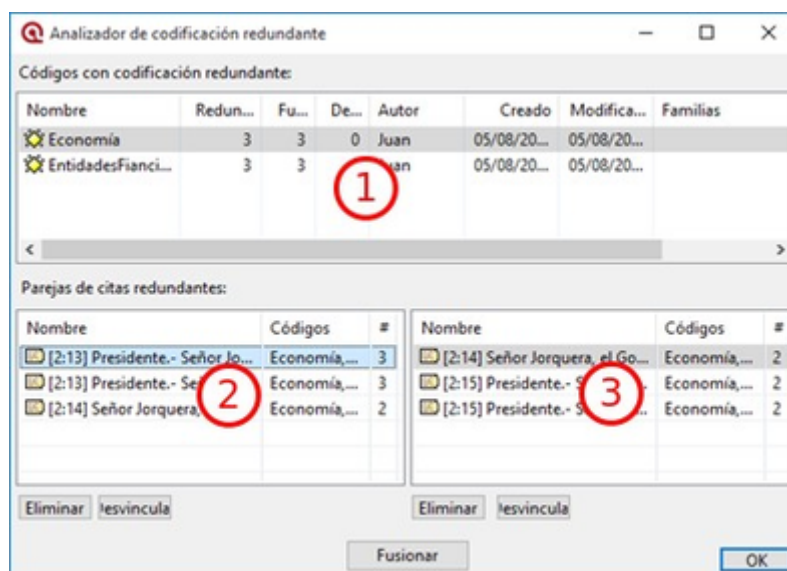 Analizador de codificación redundante
Códigos con codificación redundante:
Nombre Redun... Fu... De... Autor Creado Modifica... Familias
Economía 3 3 0 Juan 05/08/20... 05/08/20...
EntidadesFianci... 3 3 05/08/20... 05/08/20...
1
Parejas de citas redundantes:
Nombre Códigos # Nombre Códigos #
[2:13] Presidente.- Señor Jo... Economía,... 3 [2:14] Señor Jorquera, el Go... Economía,... 2
[2:13] Presidente.- Economía,... 3 [2:15] Presidente.- Economía,... 2
[2:14] Señor Jorquera, Economía,... 2 [2:15] Presidente.- Economía,... 2
2 3
Eliminar esvincula Eliminar esvincula
Fusionar
OK